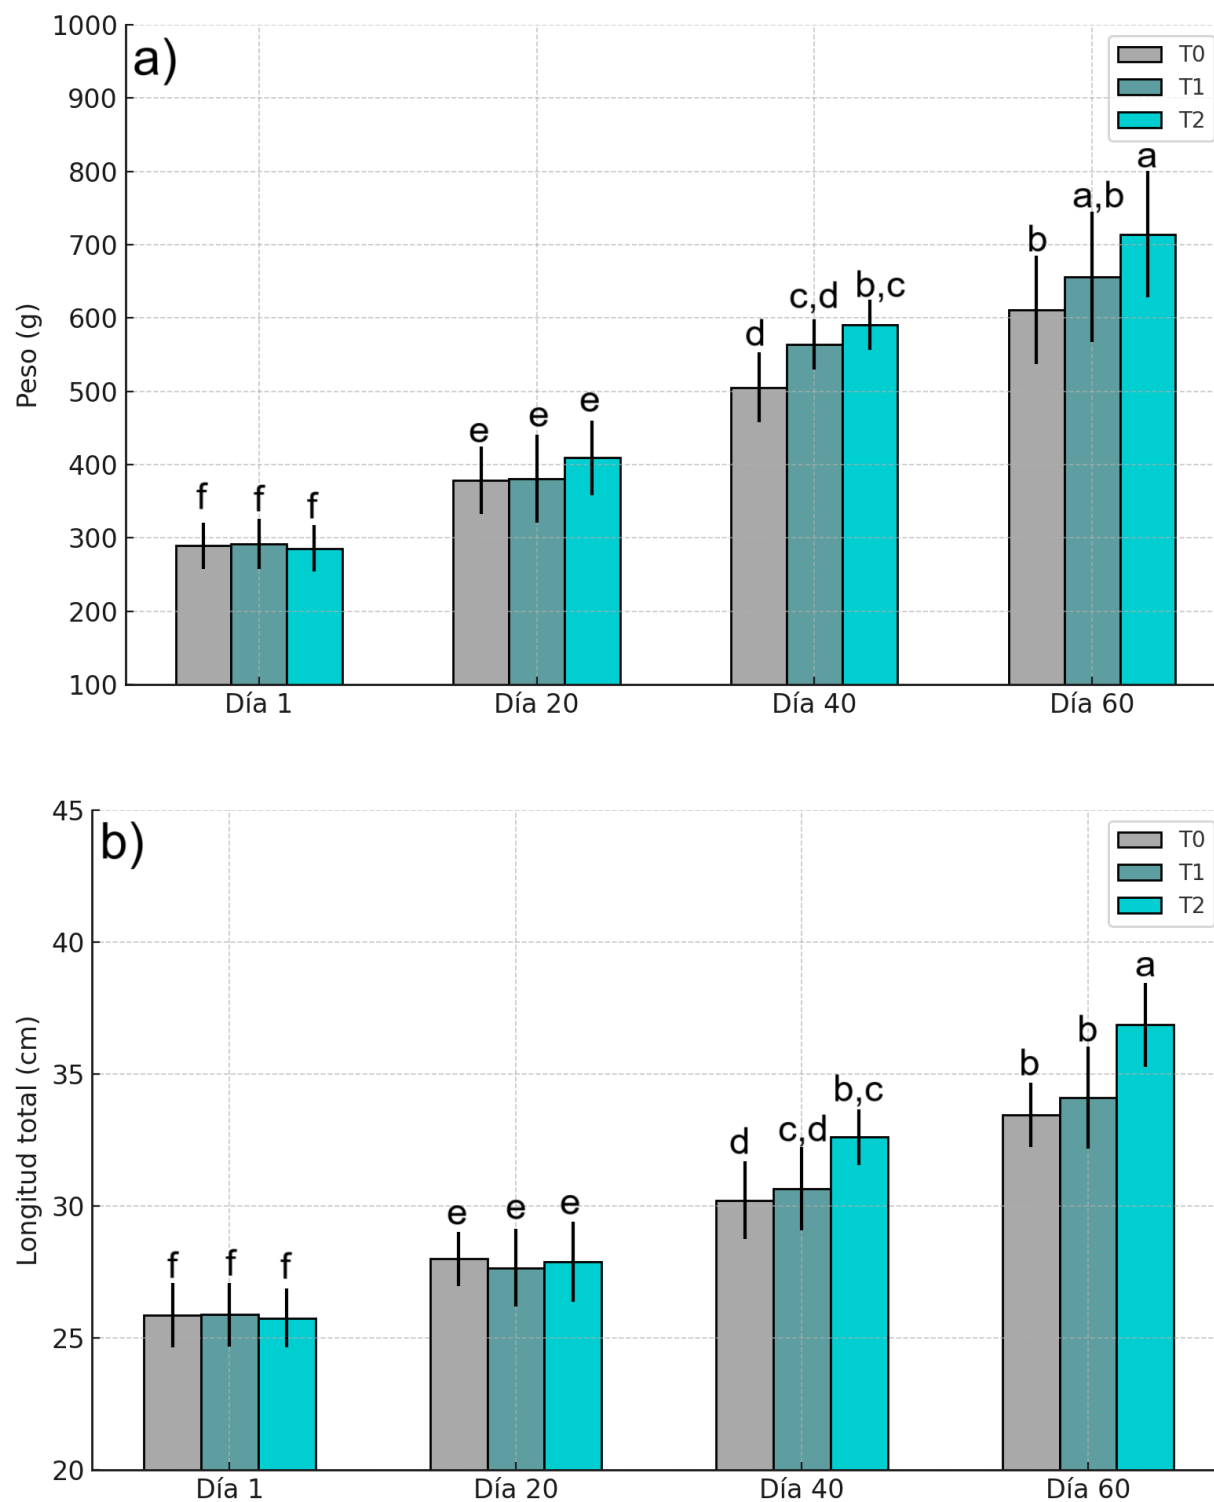 a)
1000
900
800
700
600
500
400
300
200
100
Peso (g)
T0
T1
T2
f f f
e e e
d c,d b,c
b a,b a
Día 1 Día 20 Día 40 Día 60
b)
45
40
35
30
25
20
Longitud total (cm)
T0
T1
T2
f f f
e e e
d c,d b,c
b b a
Día 1 Día 20 Día 40 Día 60